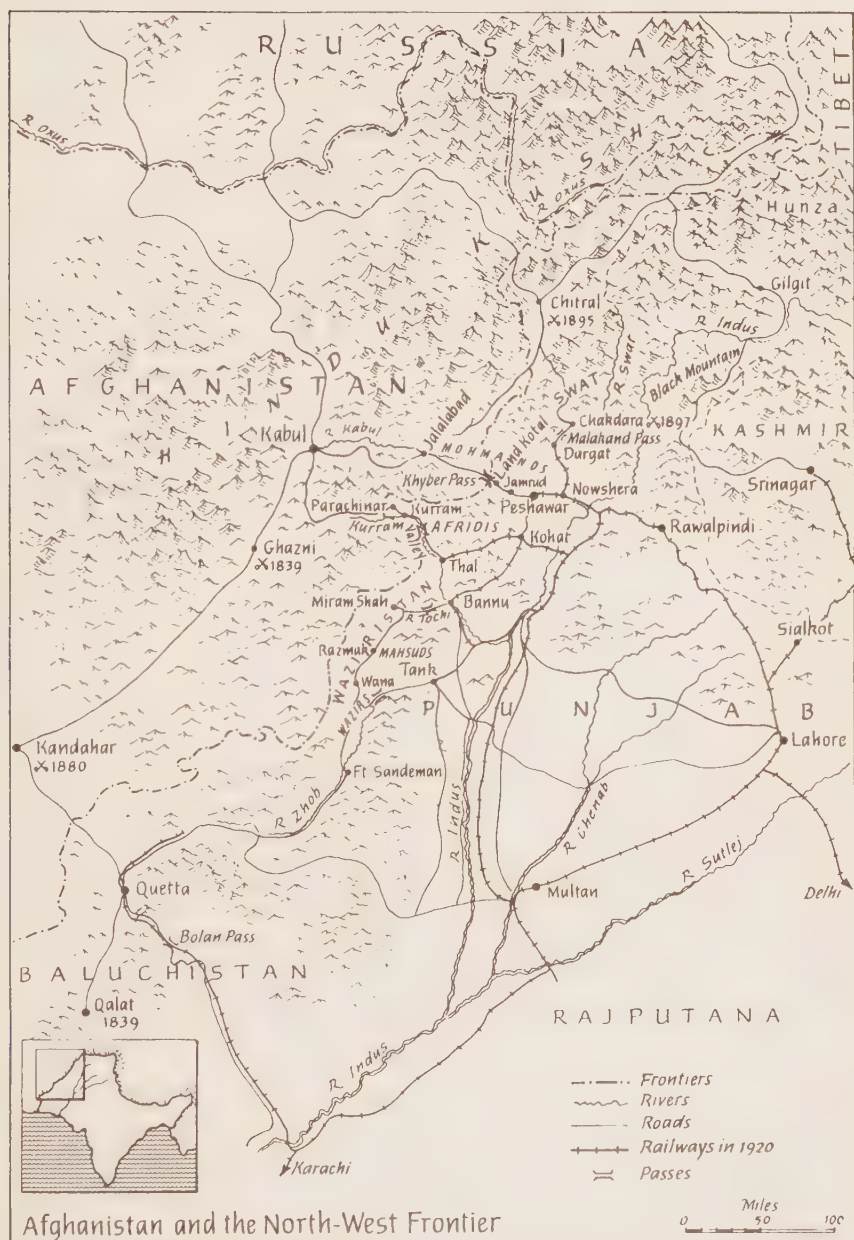 RUSSIA
TIBET
R OXUS
R OXUS
HINDU KUSH
Hunza
Gilgit
Chitral
1895
R Indus
R Swar
Black Mountain
SWAT
AFGHANISTAN
Kabul
R Kabul
Jalalabad
MOHMANDS
Land Kotal
Chakdara 1897
Malahand Pass
Durgat
KASHMIR
Khyber Pass
Jamrud
Nowshera
Peshawar
Srinagar
Parachinar
Kurram
Kurram Valley
AFRIDIS
Kohat
Rawalpindi
Ghazni
1839
Thal
Miram Shah
Bannu
R Tochi
WAZIRISTAN
Sialkot
Razmak
MAHSUDS
Tank
Wana
WAZIRS
PUNJAB
Lahore
Kandahar
1880
Ft Sandeman
R Zhob
R Indus
R Chenab
R Sutlej
Quetta
Multan
Delhi
Bolan Pass
BALUCHISTAN
Qalat
1839
RAJPUTANA
R Indus
Karachi
Frontiers
Rivers
Roads
Railways in 1920
Passes
Afghanistan and the North-West Frontier
Miles
0 50 100